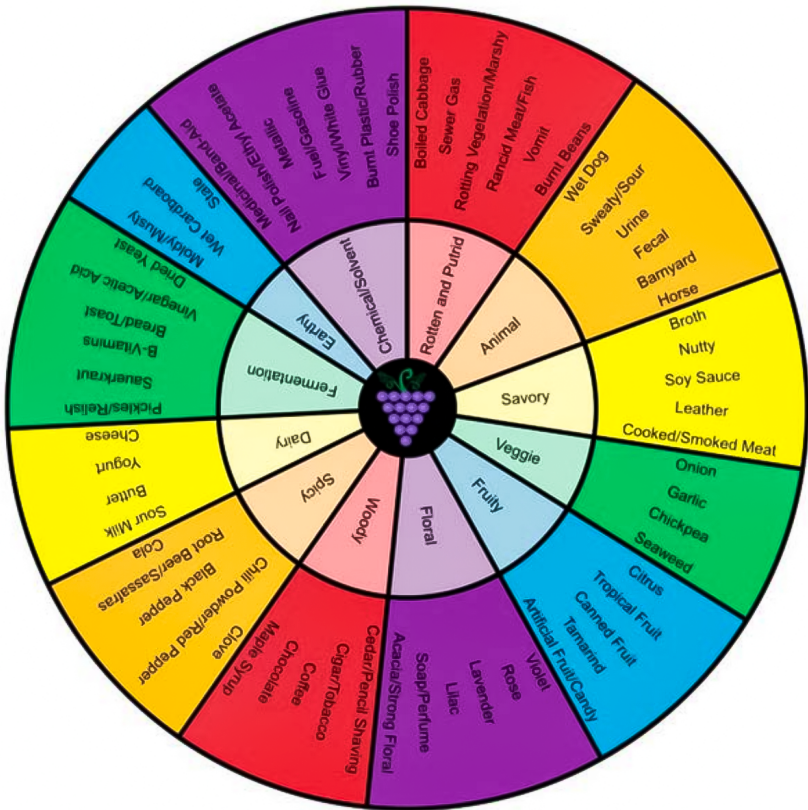 Rotten and Putrid
Boiled Cabbage
Sewer Gas
Rotting Vegetation/Marshy
Rancid Meat/Fish
Vomit
Burnt Beans
Animal
Wet Dog
Sweaty/Sour
Urine
Fecal
Barnyard
Horse
Savory
Broth
Nutty
Soy Sauce
Leather
Cooked/Smoked Meat
Veggie
Onion
Garlic
Chickpea
Seaweed
Fruity
Citrus
Tropical Fruit
Canned Fruit
Tamarind
Artificial Fruit/Candy
Floral
Violet
Rose
Lavender
Lilac
Soap/Perfume
Acacia/Strong Floral
Woody
Cedar/Pencil Shaving
Cigar/Tobacco
Coffee
Chocolate
Maple Syrup
Spicy
Clove
Chili Powder/Red Pepper
Black Pepper
Root Beer/Sassafras
Cola
Dairy
Sour Milk
Butter
Yogurt
Cheese
Fermentation
Pickles/Relish
Sauerkraut
B-Vitamins
Bread/Toast
Vinegar/Acetic Acid
Dried Yeast
Earthy
Moldy/Musty
Wet Cardboard
Stale
Chemical/Solvent
Medicinal/Band-Aid
Nail Polish/Ethyl Acetate
Metallic
Fuel/Gasoline
Vinyl/White Glue
Burnt Plastic/Rubber
Shoe Polish